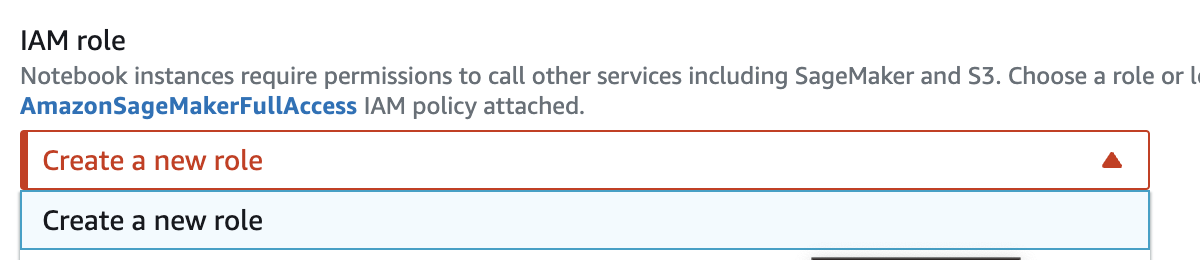 IAM role
Notebook instances require permissions to call other services including SageMaker and S3. Choose a role or
AmazonSageMakerFullAccess IAM policy attached.
Create a new role
Create a new role